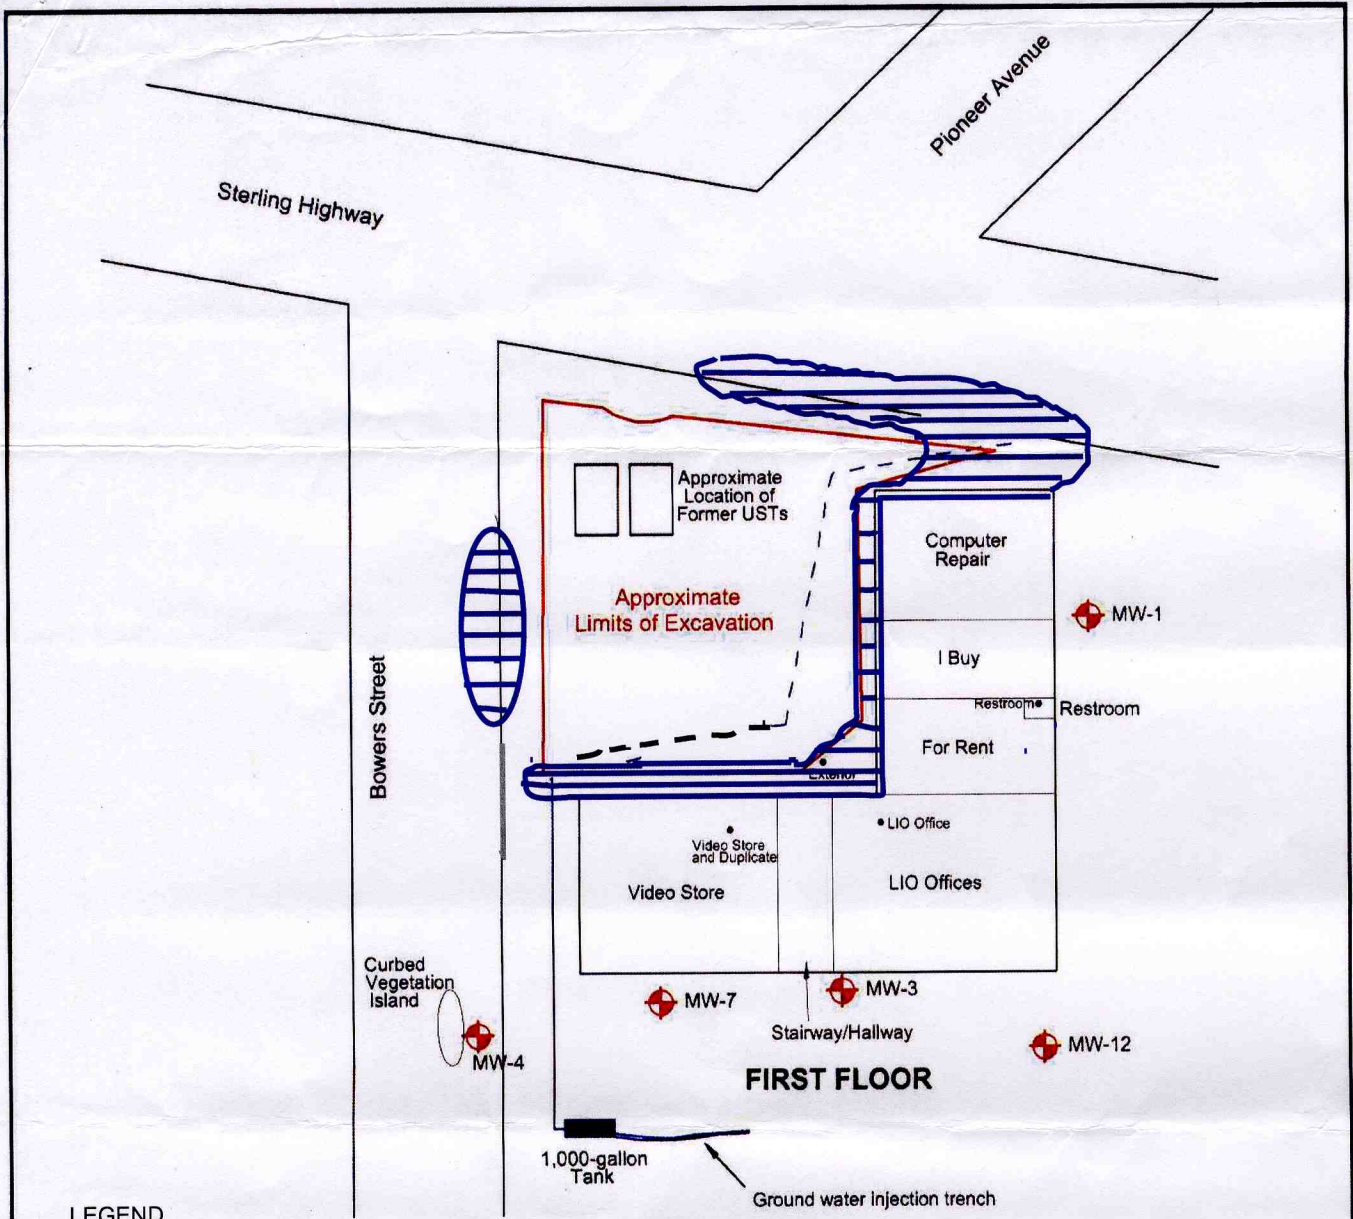 Pioneer Avenue
Sterling Highway
Approximate
Location of
Former USTs
Computer
Repair
Approximate
Limits of Excavation
MW-1
I Buy
Bowers Street
Restroom
Restroom
For Rent
Exterior
LIO Office
Video Store
and Duplicate
Video Store
LIO Offices
Curbed
Vegetation
Island
MW-7
MW-3
Stairway/Hallway
MW-4
MW-12
FIRST FLOOR
1,000-gallon
Tank
Ground water injection trench
LEGEND